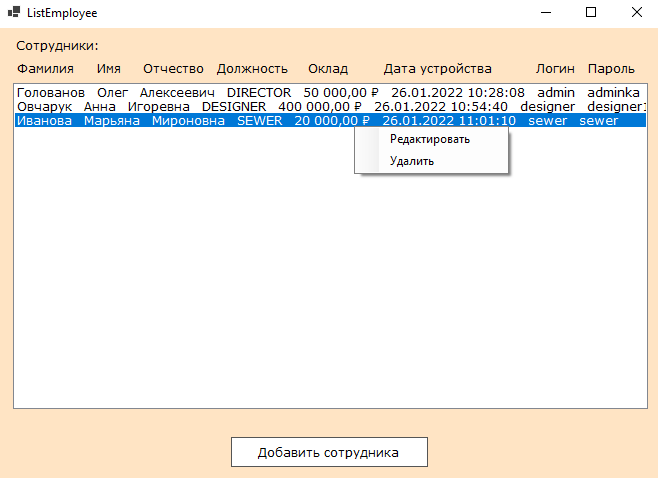 ListEmployee
Сотрудники:
Фамилия Имя Отчество Должность Оклад Дата устройства Логин Пароль
Голованов Олег Алексеевич DIRECTOR 50 000,00 ₽ 26.01.2022 10:28:08 admin adminka
Овчарук Анна Игоревна DESIGNER 400 000,00 ₽ 26.01.2022 10:54:40 designer designer1
Иванова Марьяна Мироновна SEWER 20 000,00 ₽ 26.01.2022 11:01:10 sewer sewer
Редактировать
Удалить
Добавить сотрудника